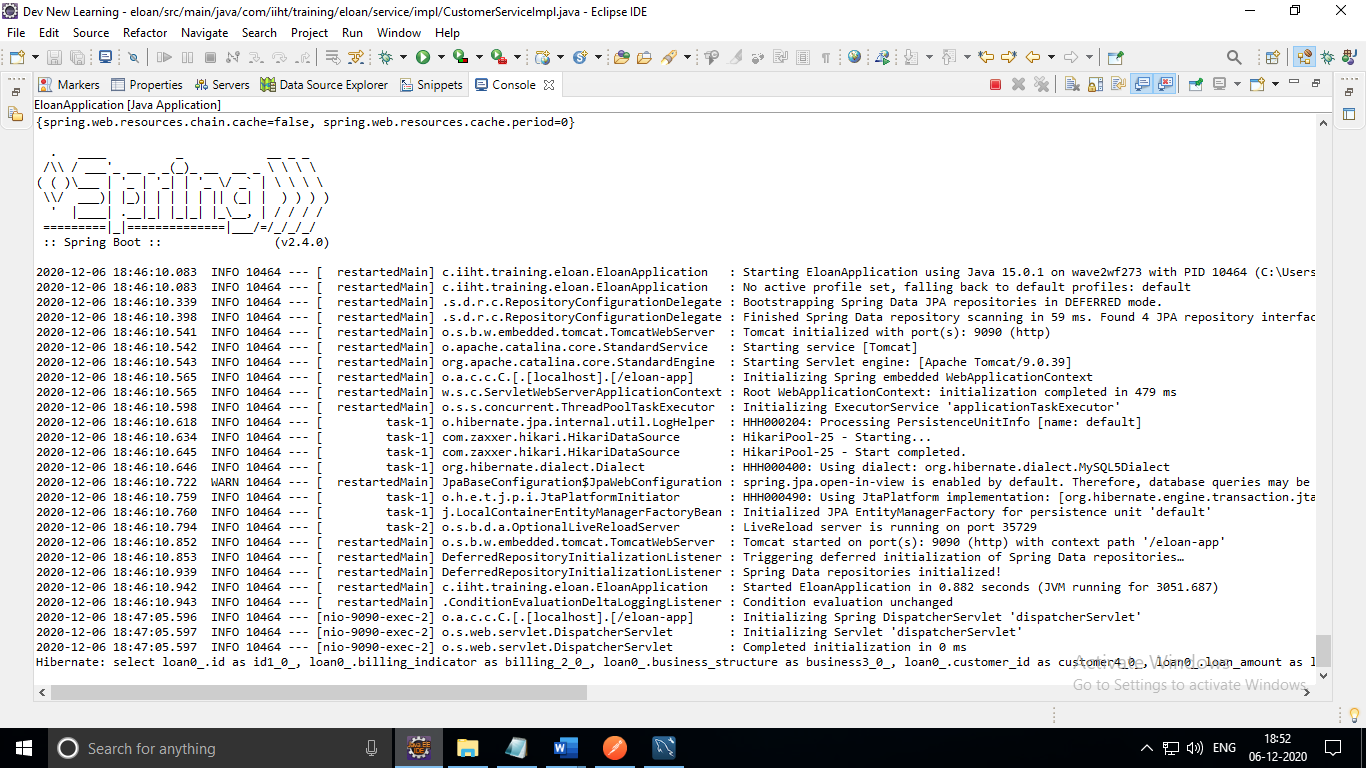 Dev New Learning - eloan/src/main/java/com/iiht/training/eloan/service/impl/CustomerServiceImpl.java - Eclipse IDE
File Edit Source Refactor Navigate Search Project Run Window Help
Markers Properties Servers Data Source Explorer Snippets Console
EloanApplication [Java Application]
{spring.web.resources.chain.cache=false, spring.web.resources.cache.period=0}
  .   ____          _            __ _ _
 /\\ / ___'_ __ _ _(_)_ __  __ _ \ \ \ \
( ( )\___ | '_ | '_| | '_ \/ _` | \ \ \ \
 \\/  ___)| |_)| | | | | || (_| |  ) ) ) )
  '  |____| .__|_| |_|_| |_\__, | / / / /
 =========|_|==============|___/=/_/_/_/
 :: Spring Boot ::                (v2.4.0)
2020-12-06 18:46:10.083  INFO 10464 --- [  restartedMain] c.iiht.training.eloan.EloanApplication   : Starting EloanApplication using Java 15.0.1 on wave2wf273 with PID 10464 (C:\Users
2020-12-06 18:46:10.083  INFO 10464 --- [  restartedMain] c.iiht.training.eloan.EloanApplication   : No active profile set, falling back to default profiles: default
2020-12-06 18:46:10.339  INFO 10464 --- [  restartedMain] .s.d.r.c.RepositoryConfigurationDelegate : Bootstrapping Spring Data JPA repositories in DEFERRED mode.
2020-12-06 18:46:10.398  INFO 10464 --- [  restartedMain] .s.d.r.c.RepositoryConfigurationDelegate : Finished Spring Data repository scanning in 59 ms. Found 4 JPA repository interfac
2020-12-06 18:46:10.541  INFO 10464 --- [  restartedMain] o.s.b.w.embedded.tomcat.TomcatWebServer  : Tomcat initialized with port(s): 9090 (http)
2020-12-06 18:46:10.542  INFO 10464 --- [  restartedMain] o.apache.catalina.core.StandardService   : Starting service [Tomcat]
2020-12-06 18:46:10.543  INFO 10464 --- [  restartedMain] org.apache.catalina.core.StandardEngine  : Starting Servlet engine: [Apache Tomcat/9.0.39]
2020-12-06 18:46:10.565  INFO 10464 --- [  restartedMain] o.a.c.c.C.[.[localhost].[/eloan-app]     : Initializing Spring embedded WebApplicationContext
2020-12-06 18:46:10.565  INFO 10464 --- [  restartedMain] w.s.c.ServletWebServerApplicationContext : Root WebApplicationContext: initialization completed in 479 ms
2020-12-06 18:46:10.598  INFO 10464 --- [  restartedMain] o.s.s.concurrent.ThreadPoolTaskExecutor  : Initializing ExecutorService 'applicationTaskExecutor'
2020-12-06 18:46:10.618  INFO 10464 --- [         task-1] o.hibernate.jpa.internal.util.LogHelper  : HHH000204: Processing PersistenceUnitInfo [name: default]
2020-12-06 18:46:10.634  INFO 10464 --- [         task-1] com.zaxxer.hikari.HikariDataSource       : HikariPool-25 - Starting...
2020-12-06 18:46:10.645  INFO 10464 --- [         task-1] com.zaxxer.hikari.HikariDataSource       : HikariPool-25 - Start completed.
2020-12-06 18:46:10.646  INFO 10464 --- [         task-1] org.hibernate.dialect.Dialect            : HHH000400: Using dialect: org.hibernate.dialect.MySQL5Dialect
2020-12-06 18:46:10.722  WARN 10464 --- [  restartedMain] JpaBaseConfiguration$JpaWebConfiguration : spring.jpa.open-in-view is enabled by default. Therefore, database queries may be
2020-12-06 18:46:10.759  INFO 10464 --- [         task-1] o.h.e.t.j.p.i.JtaPlatformInitiator       : HHH000490: Using JtaPlatform implementation: [org.hibernate.engine.transaction.jta
2020-12-06 18:46:10.760  INFO 10464 --- [         task-1] j.LocalContainerEntityManagerFactoryBean : Initialized JPA EntityManagerFactory for persistence unit 'default'
2020-12-06 18:46:10.794  INFO 10464 --- [         task-2] o.s.b.d.a.OptionalLiveReloadServer       : LiveReload server is running on port 35729
2020-12-06 18:46:10.852  INFO 10464 --- [  restartedMain] o.s.b.w.embedded.tomcat.TomcatWebServer  : Tomcat started on port(s): 9090 (http) with context path '/eloan-app'
2020-12-06 18:46:10.853  INFO 10464 --- [  restartedMain] DeferredRepositoryInitializationListener : Triggering deferred initialization of Spring Data repositories…
2020-12-06 18:46:10.939  INFO 10464 --- [  restartedMain] DeferredRepositoryInitializationListener : Spring Data repositories initialized!
2020-12-06 18:46:10.942  INFO 10464 --- [  restartedMain] c.iiht.training.eloan.EloanApplication   : Started EloanApplication in 0.882 seconds (JVM running for 3051.687)
2020-12-06 18:46:10.943  INFO 10464 --- [  restartedMain] .ConditionEvaluationDeltaLoggingListener : Condition evaluation unchanged
2020-12-06 18:47:05.596  INFO 10464 --- [nio-9090-exec-2] o.a.c.c.C.[.[localhost].[/eloan-app]     : Initializing Spring DispatcherServlet 'dispatcherServlet'
2020-12-06 18:47:05.597  INFO 10464 --- [nio-9090-exec-2] o.s.web.servlet.DispatcherServlet        : Initializing Servlet 'dispatcherServlet'
2020-12-06 18:47:05.597  INFO 10464 --- [nio-9090-exec-2] o.s.web.servlet.DispatcherServlet        : Completed initialization in 0 ms
Hibernate: select loan0_.id as id1_0_, loan0_.billing_indicator as billing_2_0_, loan0_.business_structure as business3_0_, loan0_.customer_id as customer4_0_, loan0_.loan_amount as l
Activate Windows
Go to Settings to activate Windows.
Search for anything
ENG
18:52
06-12-2020